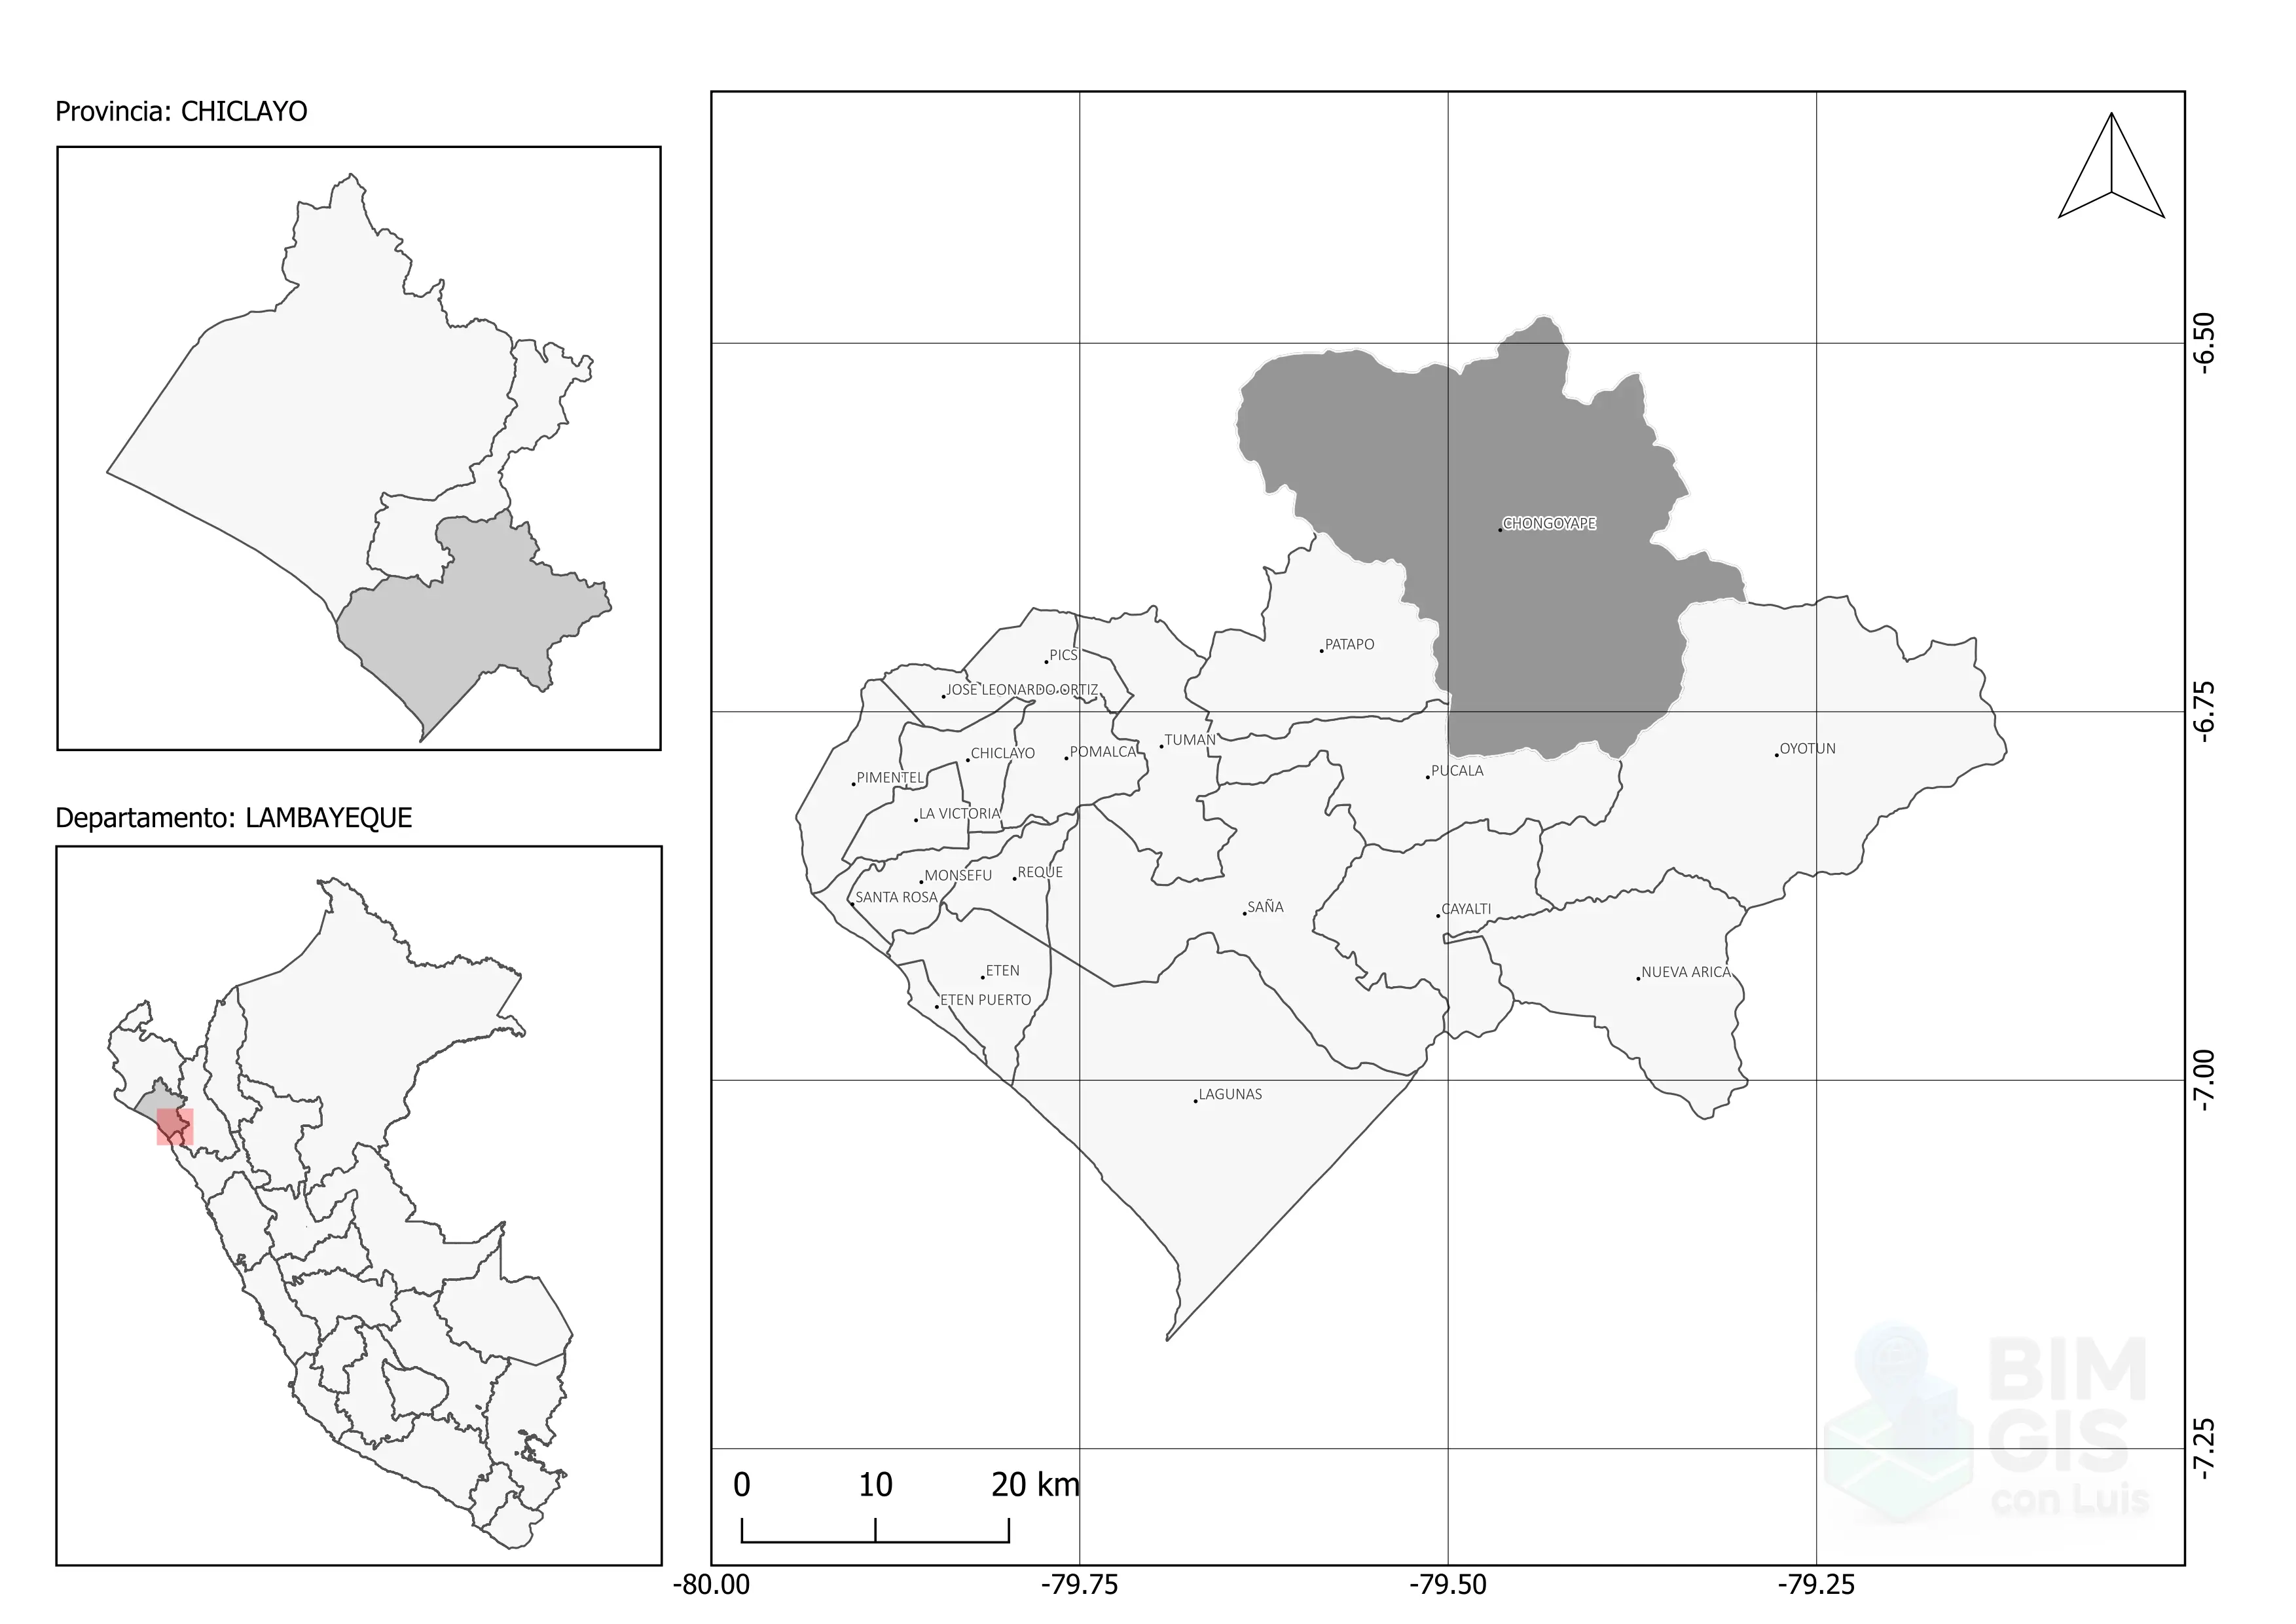 Provincia: CHICLAYO
Departamento: LAMBAYEQUE
CHONGOYAPE
PATAPO
PICSI
JOSE LEONARDO ORTIZ
TUMAN
OYOTUN
CHICLAYO
POMALCA
PUCALA
PIMENTEL
LA VICTORIA
MONSEFU
REQUE
SANTA ROSA
SAÑA
CAYALTI
ETEN
NUEVA ARICA
ETEN PUERTO
LAGUNAS
-6.50
-6.75
-7.00
-7.25
0 10 20 km
-80.00 -79.75 -79.50 -79.25
BIM
GIS
con Luis